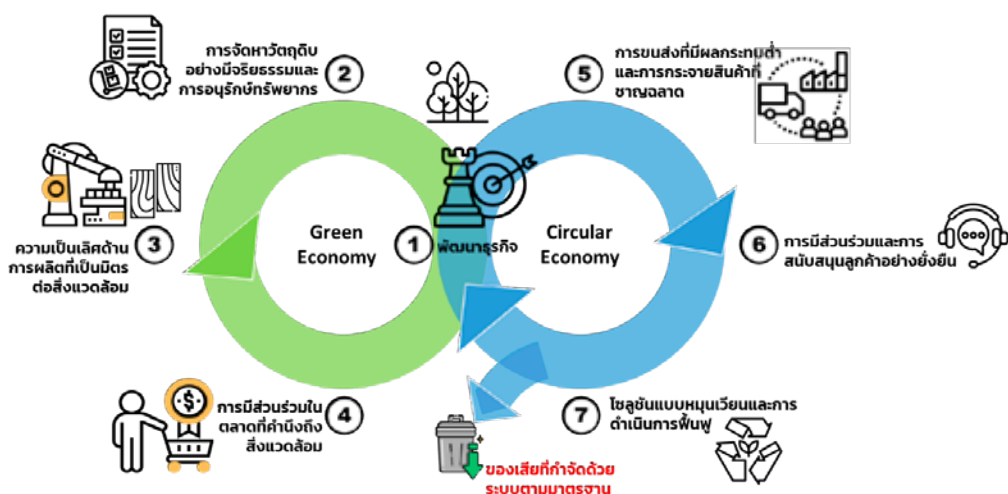 การจัดหาวัตถุดิบ
อย่างมีจริยธรรมและ
การอนุรักษ์ทรัพยากร
2
5
การขนส่งที่มีผลกระทบต่ำ
และการกระจายสินค้าที่
ชาญฉลาด
ความเป็นเลิศด้าน
การผลิตที่เป็นมิตร
ต่อสิ่งแวดล้อม
3
Green
Economy
1
พัฒนาธุรกิจ
Circular
Economy
6
การมีส่วนร่วมและการ
สนับสนุนลูกค้าอย่างยั่งยืน
$
การมีส่วนร่วมใน
ตลาดที่คำนึงถึง
สิ่งแวดล้อม
4
7
โซลูชันแบบหมุนเวียนและการ
ดำเนินการฟื้นฟู
ของเสียที่กำจัดด้วย
ระบบตามมาตรฐาน